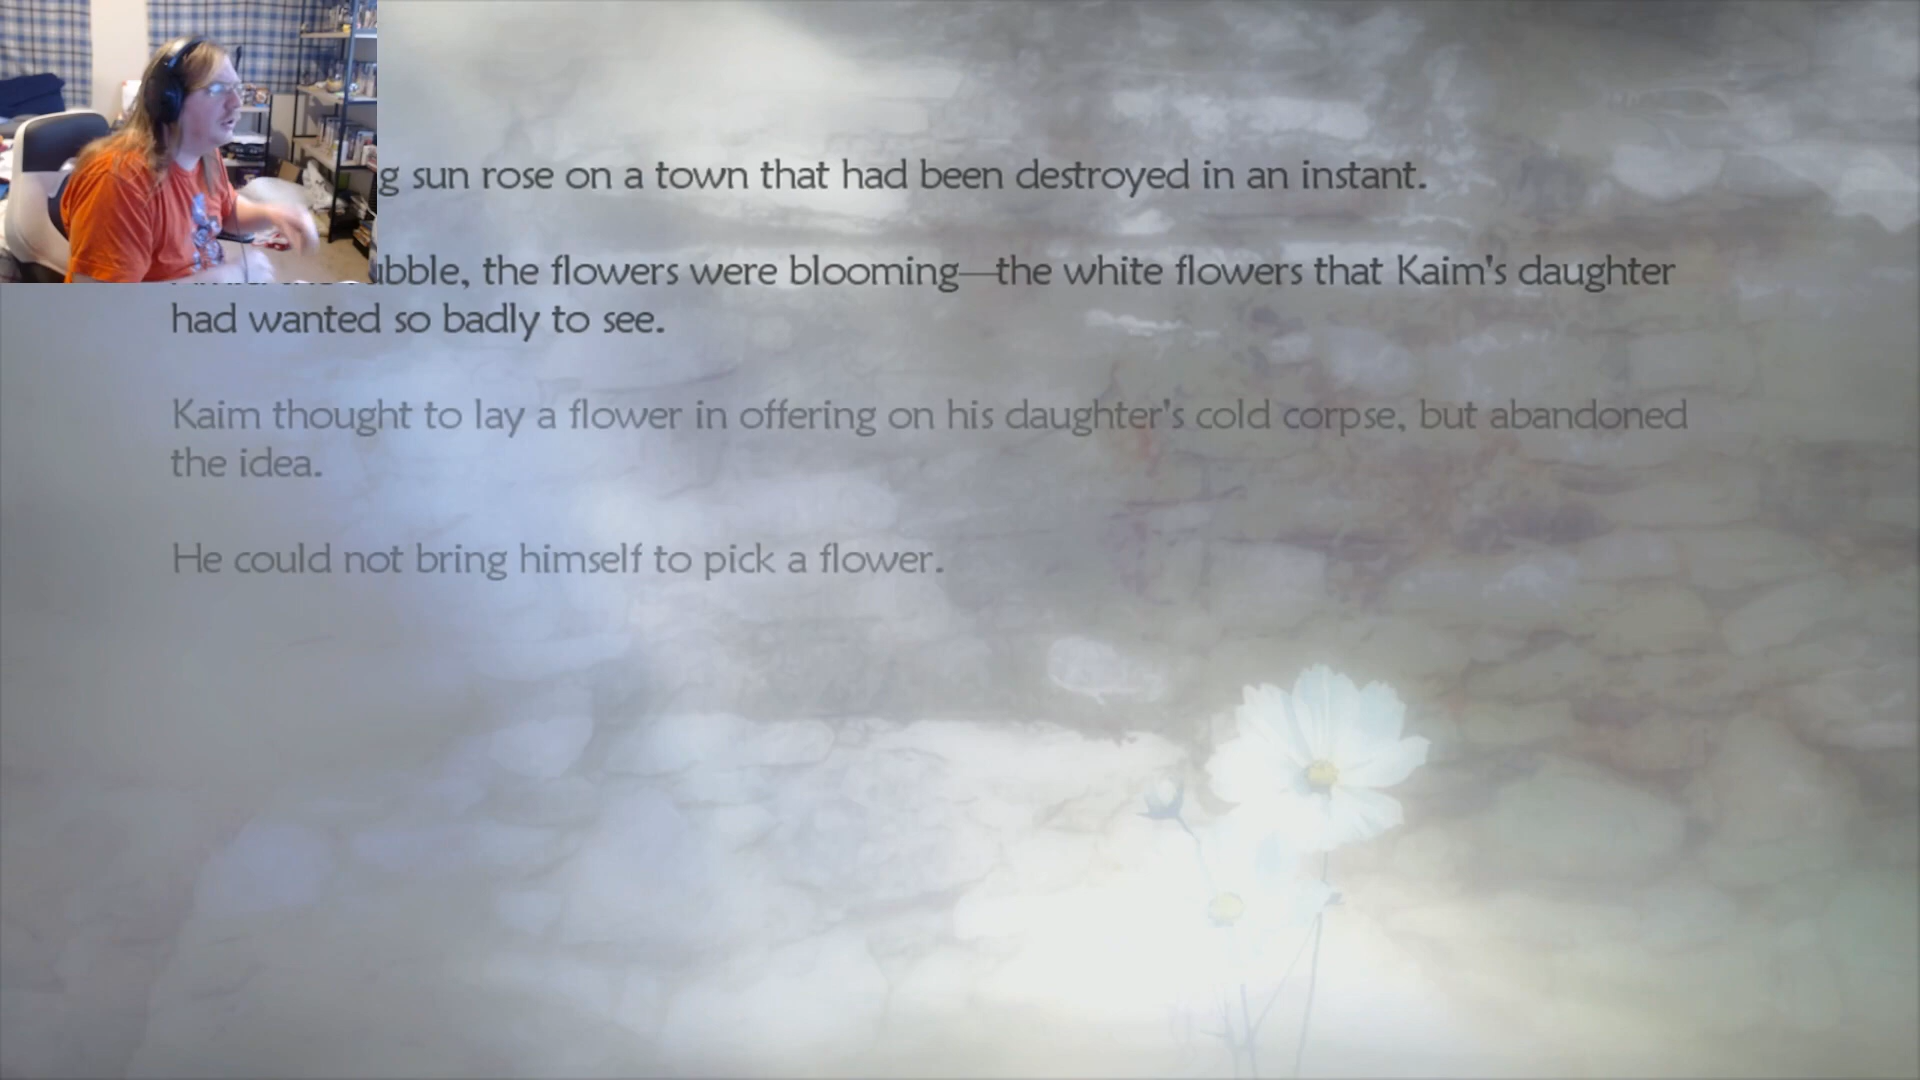 sun rose on a town that had been destroyed in an instant.
the flowers were blooming—the white flowers that Kaim's daughter
had wanted so badly to see.
Kaim thought to lay a flower in offering on his daughter's cold corpse, but abandoned
the idea.
He could not bring himself to pick a flower.